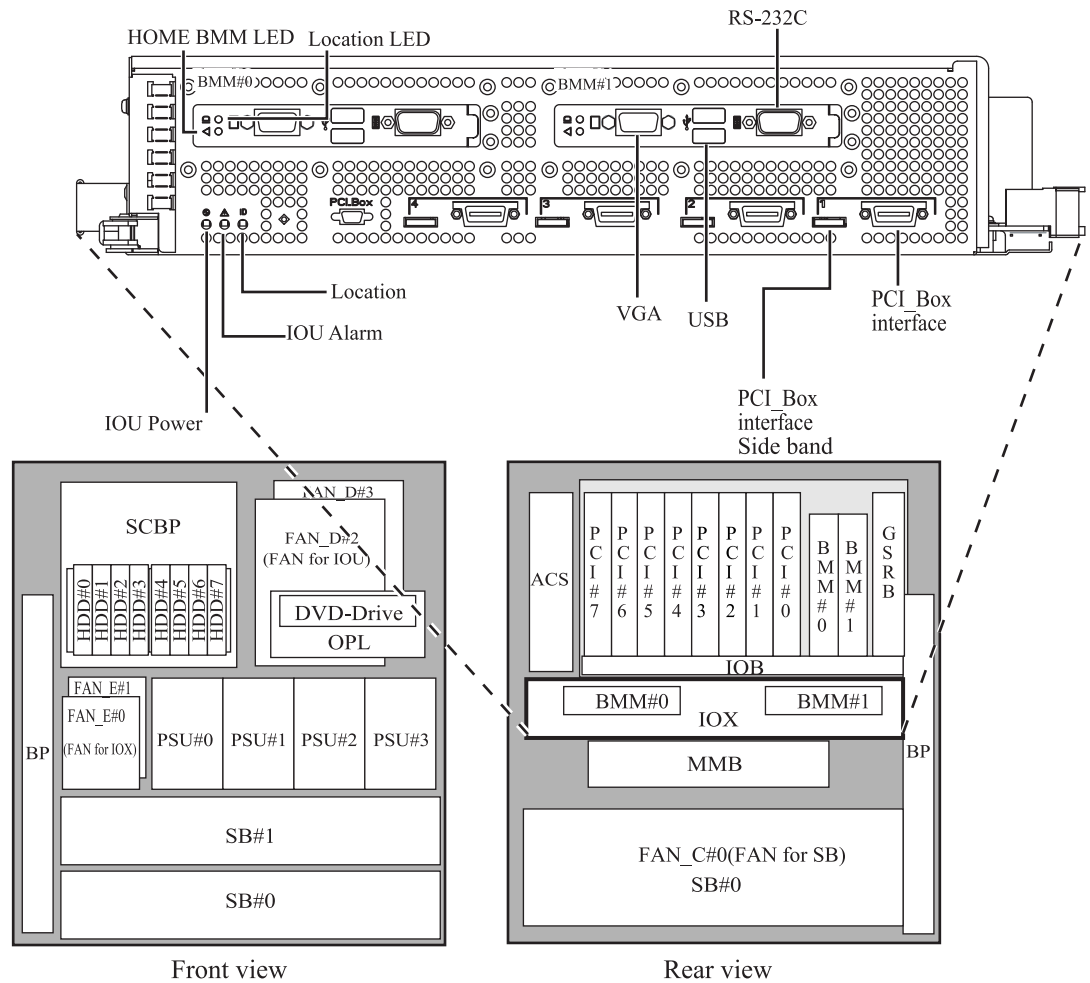 RS-232C
HOME BMM LED
Location LED
BMM#0
BMM#1
ID
PCI.Box
4
3
2
1
Location
IOU Alarm
IOU Power
VGA
USB
PCI_Box
interface
PCI_Box
interface
Side band
SCBP
HDD#0
HDD#1
HDD#2
HDD#3
HDD#4
HDD#5
HDD#6
HDD#7
FAN_D#3
FAN_D#2
(FAN for IOU)
DVD-Drive
OPL
FAN_E#1
FAN_E#0
(FAN for IOX)
PSU#0
PSU#1
PSU#2
PSU#3
BP
SB#1
SB#0
Front view
ACS
PCI#7
PCI#6
PCI#5
PCI#4
PCI#3
PCI#2
PCI#1
PCI#0
BMM#0
BMM#1
GSRB
IOB
BMM#0
BMM#1
IOX
MMB
BP
FAN_C#0(FAN for SB)
SB#0
Rear view